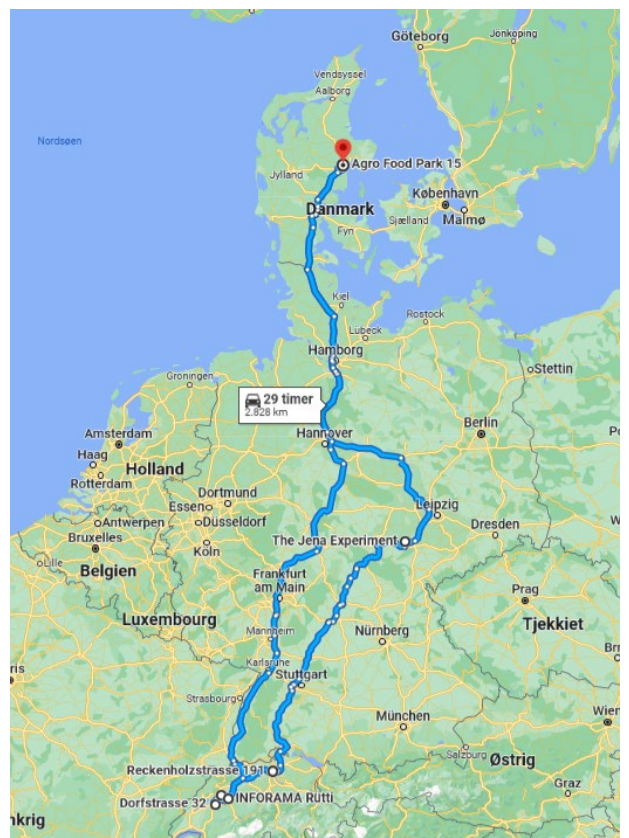 Göteborg
Jonkoping
Vendsyssel
Aalborg
Nordsøen
Agro Food Park 15
Jylland
København
Danmark
Sjælland
Malmø
Fyn
Kiel
Rostock
Lubeck
Hamborg
Stettin
Groningen
29 timer
2.828 km
Hannover
Berlin
Amsterdam
Haag
Holland
Rotterdam
Dortmund
Essen
Leipzig
Antwerpen
Düsseldorf
Dresden
Bruxelles
The Jena Experiment
Köln
Lille
Belgien
Frankfurt
am Main
Prag
Luxembourg
Tjekkiet
Mannheim
Nürnberg
Karlsruhe
Stuttgart
Strasbourg
München
Wien
Salzburg
Østrig
Reckenholzstrasse 191
Graz
Dorfstrasse 32
INFORAMA Rütti